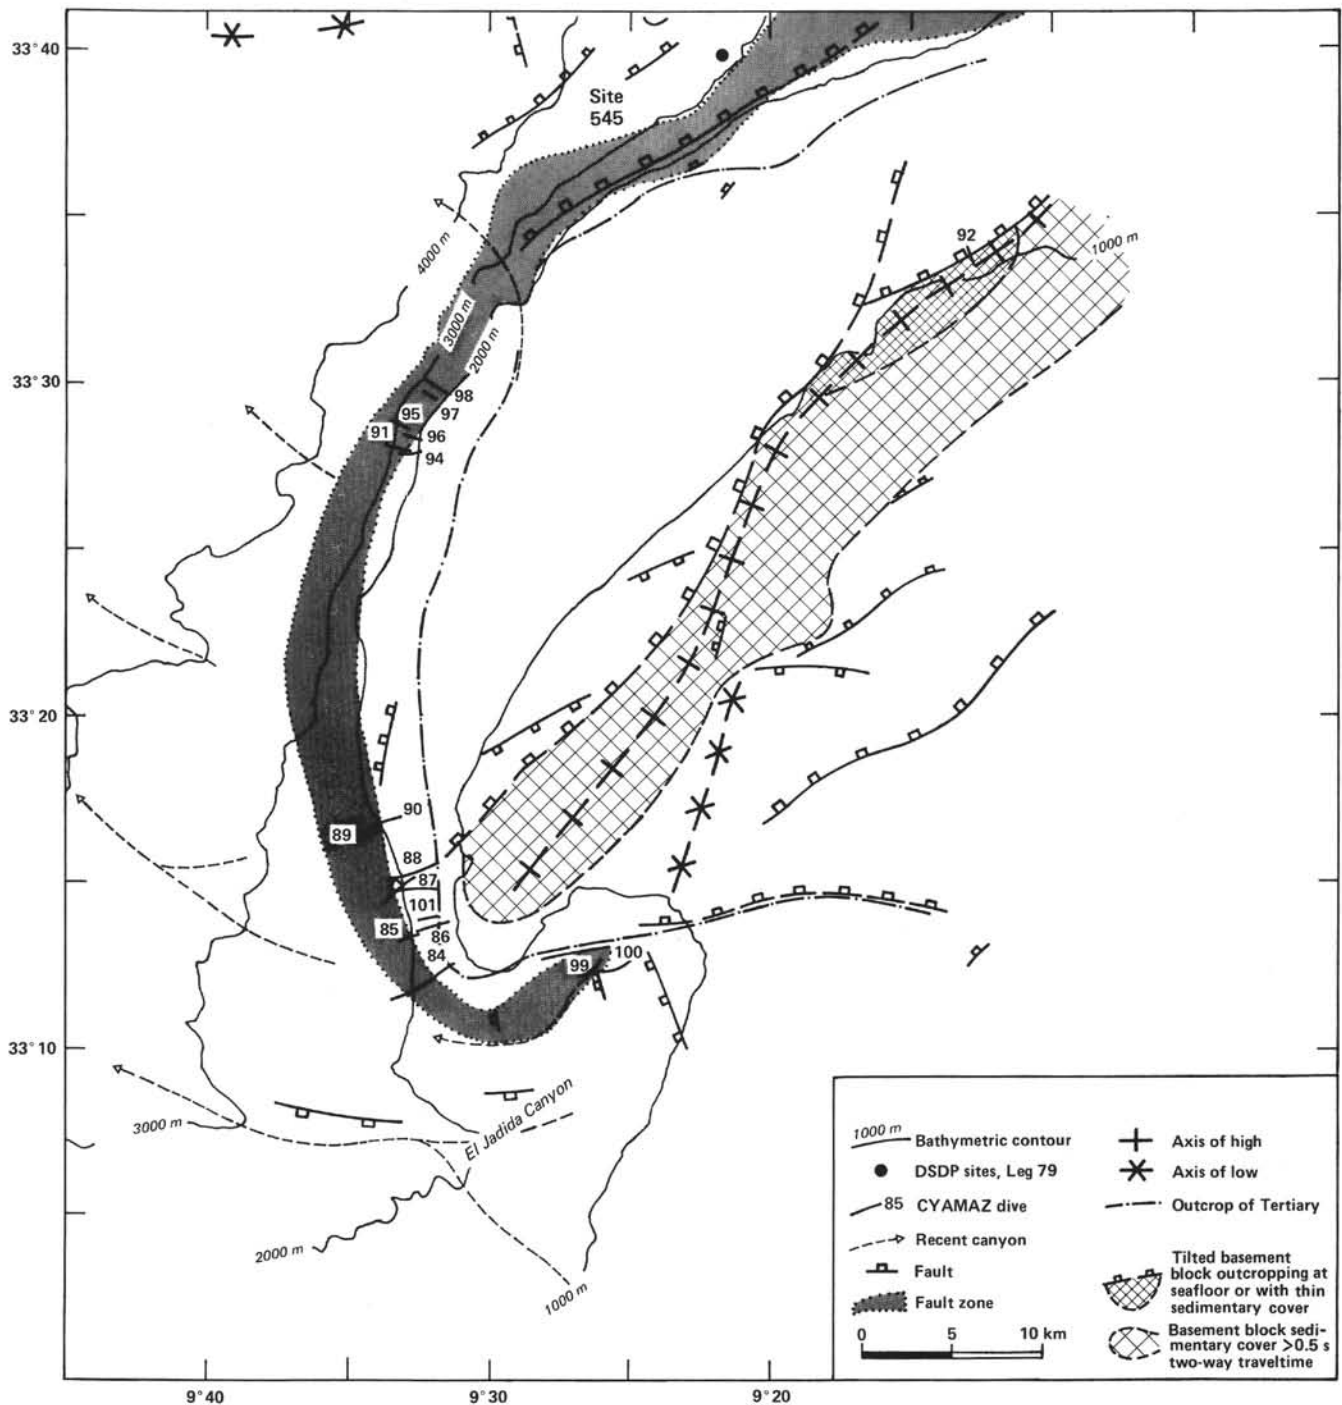 33°40
Site
545
4000 m
92
1000 m
3000 m
2000 m
33°30
98
95
97
91
96
94
33°20
90
89
88
87
101
85
86
84
100
99
33°10
El Jadida Canyon
3000 m
2000 m
1000 m
1000 m
Bathymetric contour
DSDP sites, Leg 79
85
CYAMAZ dive
Recent canyon
Fault
Fault zone
0
5
10 km
Axis of high
Axis of low
Outcrop of Tertiary
Tilted basement
block outcropping at
seafloor or with thin
sedimentary cover
Basement block sedi-
mentary cover >0.5 s
two-way traveltime
9°40
9°30
9°20